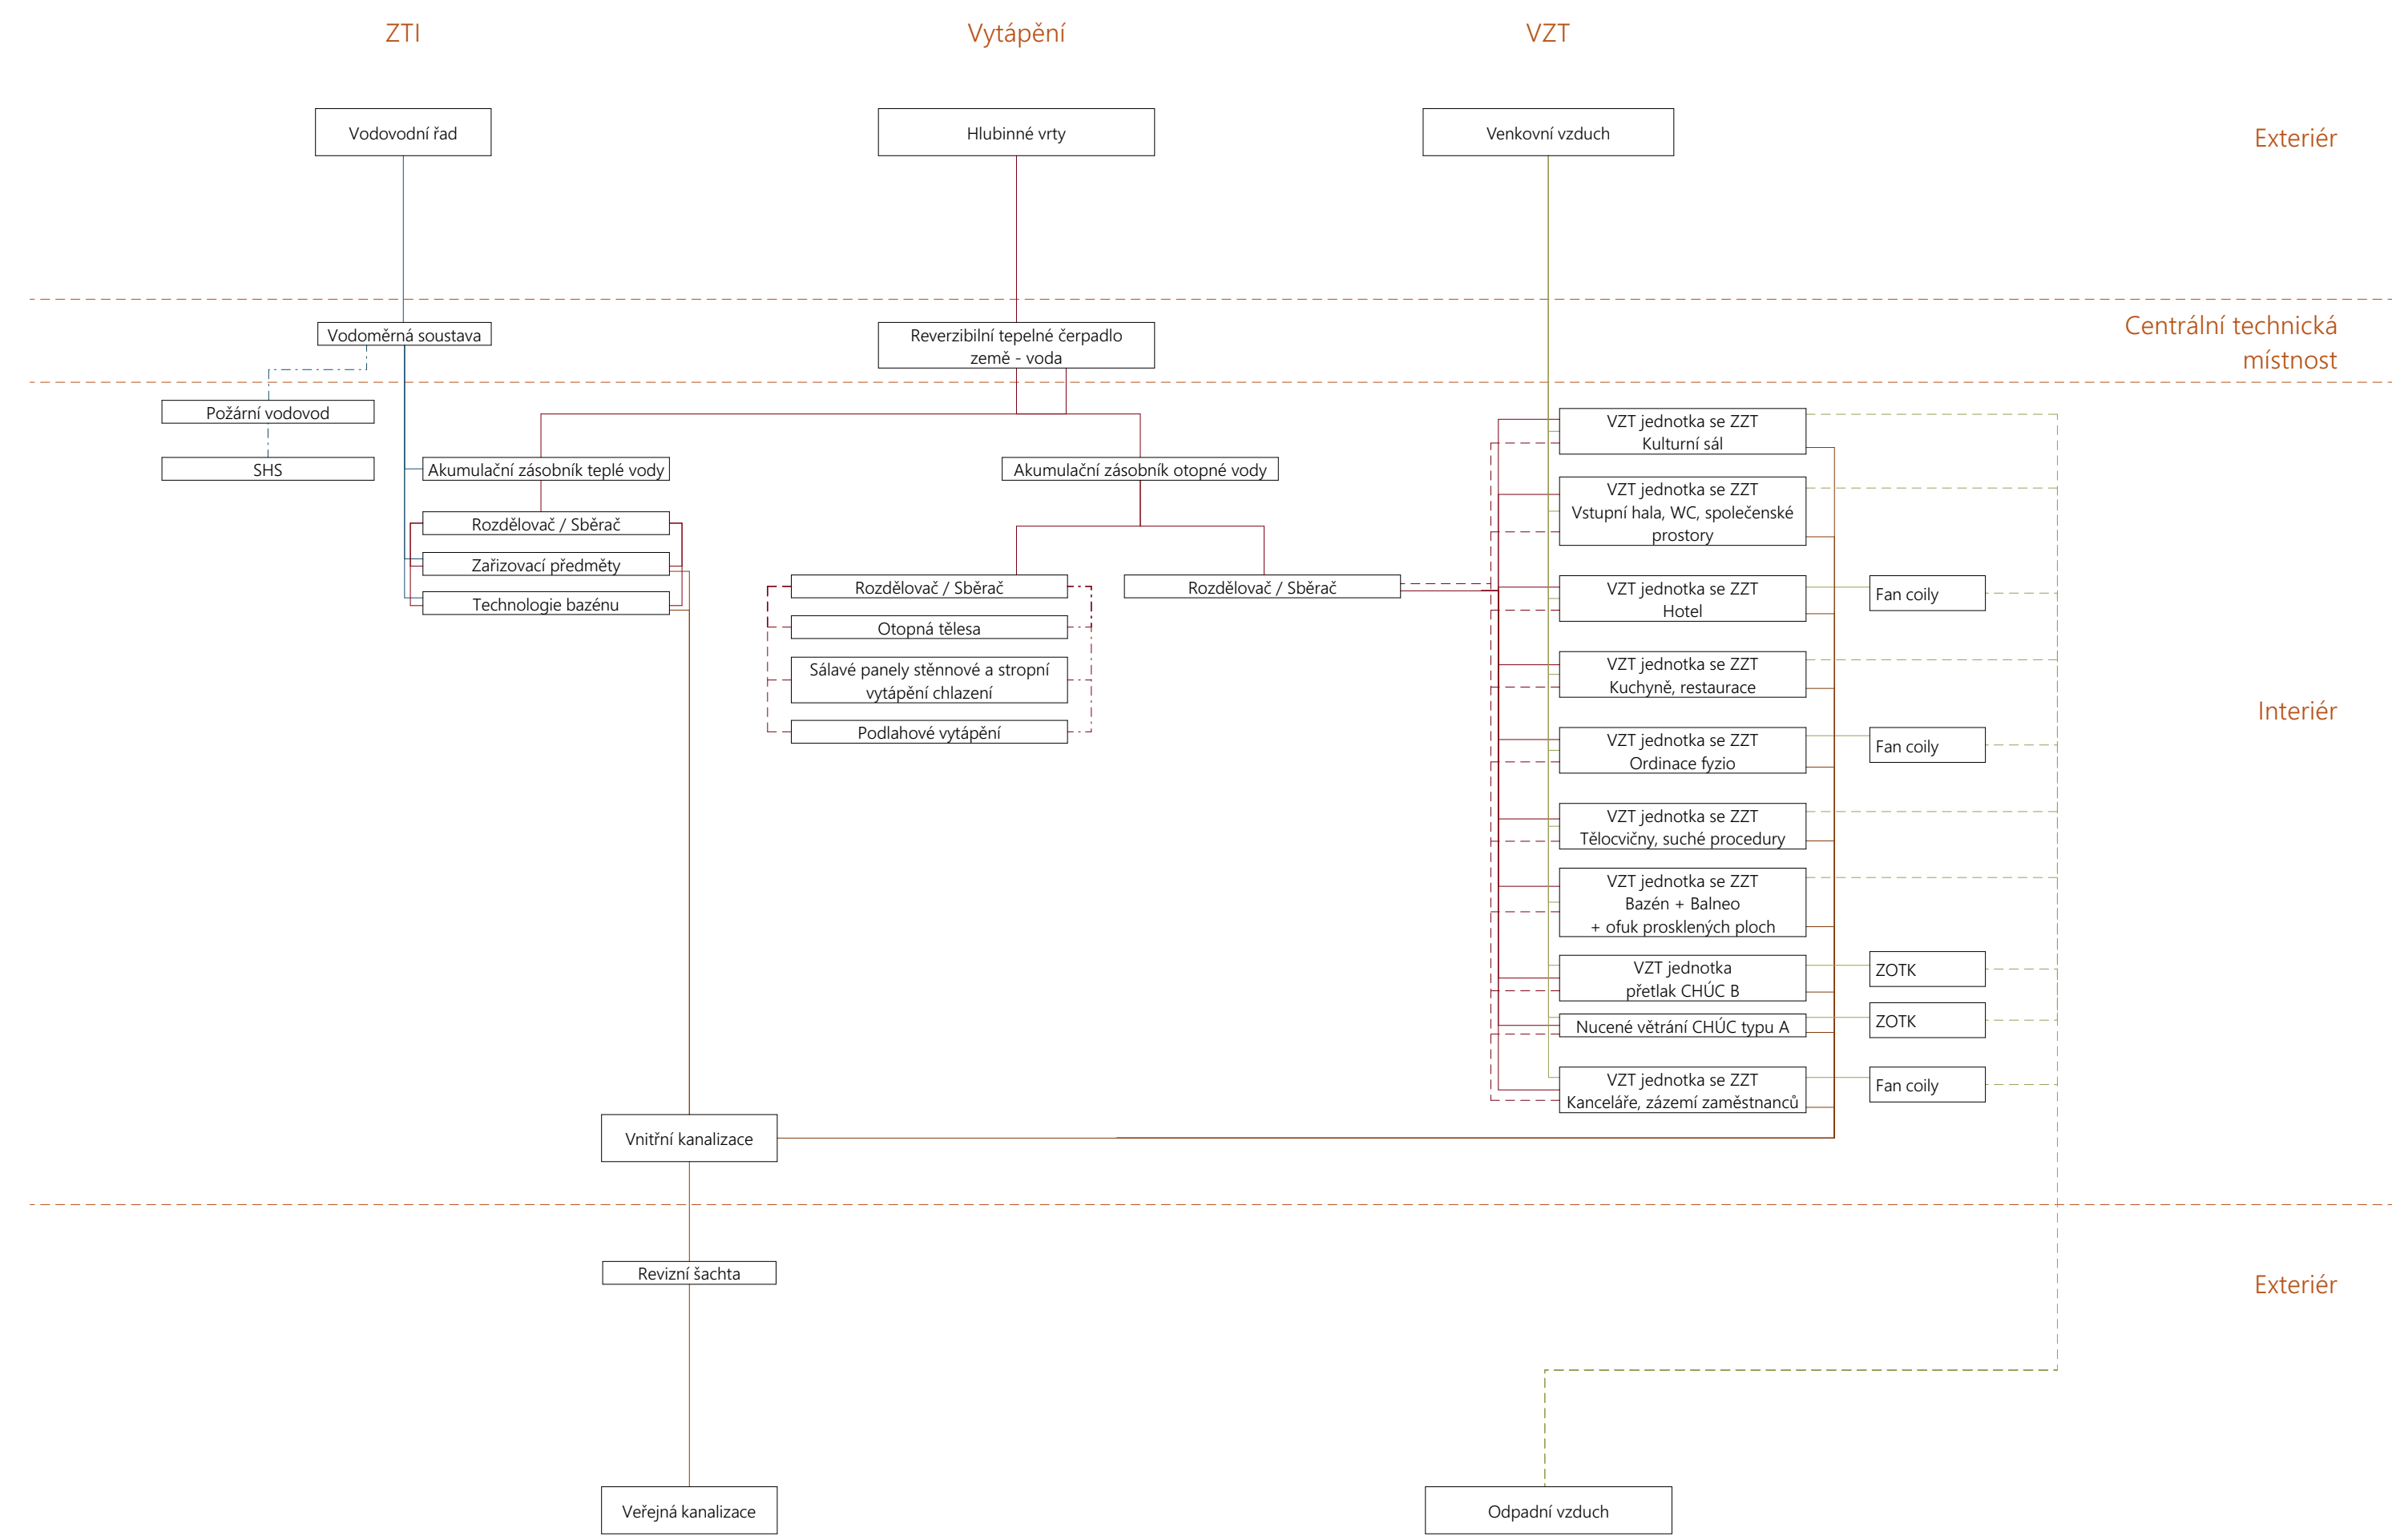 ZTI
Vytápění
VZT
Vodovodní řad
Hlubinné vrty
Venkovní vzduch
Exteriér
Vodoměrná soustava
Reverzibilní tepelné čerpadlo
země - voda
Centrální technická
místnost
Požární vodovod
SHS
Akumulační zásobník teplé vody
Rozdělovač / Sběrač
Zařizovací předměty
Technologie bazénu
Akumulační zásobník otopné vody
Rozdělovač / Sběrač
Otopná tělesa
Sálavé panely stěnnové a stropní
vytápění chlazení
Podlahové vytápění
Rozdělovač / Sběrač
VZT jednotka se ZZT
Kulturní sál
VZT jednotka se ZZT
Vstupní hala, WC, společenské
prostory
VZT jednotka se ZZT
Hotel
Fan coily
VZT jednotka se ZZT
Kuchyně, restaurace
VZT jednotka se ZZT
Ordinace fyzio
Fan coily
VZT jednotka se ZZT
Tělocvičny, suché procedury
VZT jednotka se ZZT
Bazén + Balneo
+ ofuk prosklených ploch
VZT jednotka
přetlak CHÚC B
ZOTK
Nucené větrání CHÚC typu A
ZOTK
VZT jednotka se ZZT
Kanceláře, zázemí zaměstnanců
Fan coily
Interiér
Vnitřní kanalizace
Revizní šachta
Exteriér
Veřejná kanalizace
Odpadní vzduch